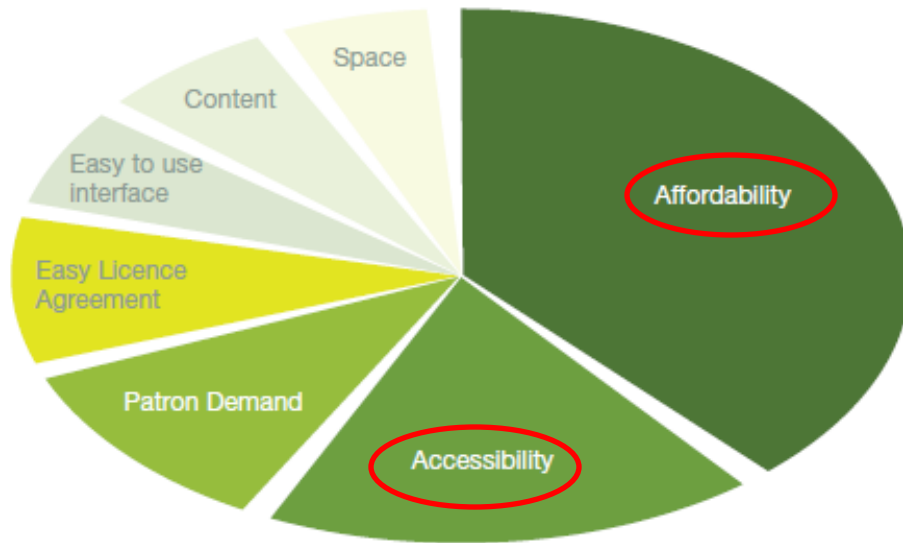 Space
Content
Easy to use
interface
Affordability
Easy Licence
Agreement
Patron Demand
Accessibility